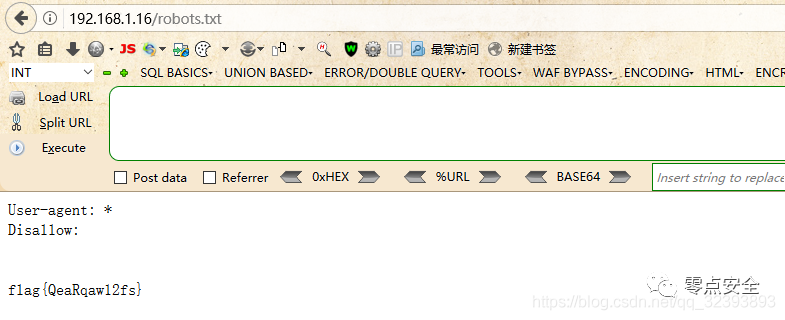 192.168.1.16/robots.txt
JS IP 最常访问 新建书签
INT SQL BASICS UNION BASED ERROR/DOUBLE QUERY TOOLS WAF BYPASS ENCODING HTML ENCR
Load URL
Split URL
Execute
Post data Referrer 0xHEX %URL BASE64 Insert string to replace
User-agent: *
Disallow:
flag{QeaRqawl2fs}
零点安全
https://blog.csdn.net/qq_32393893